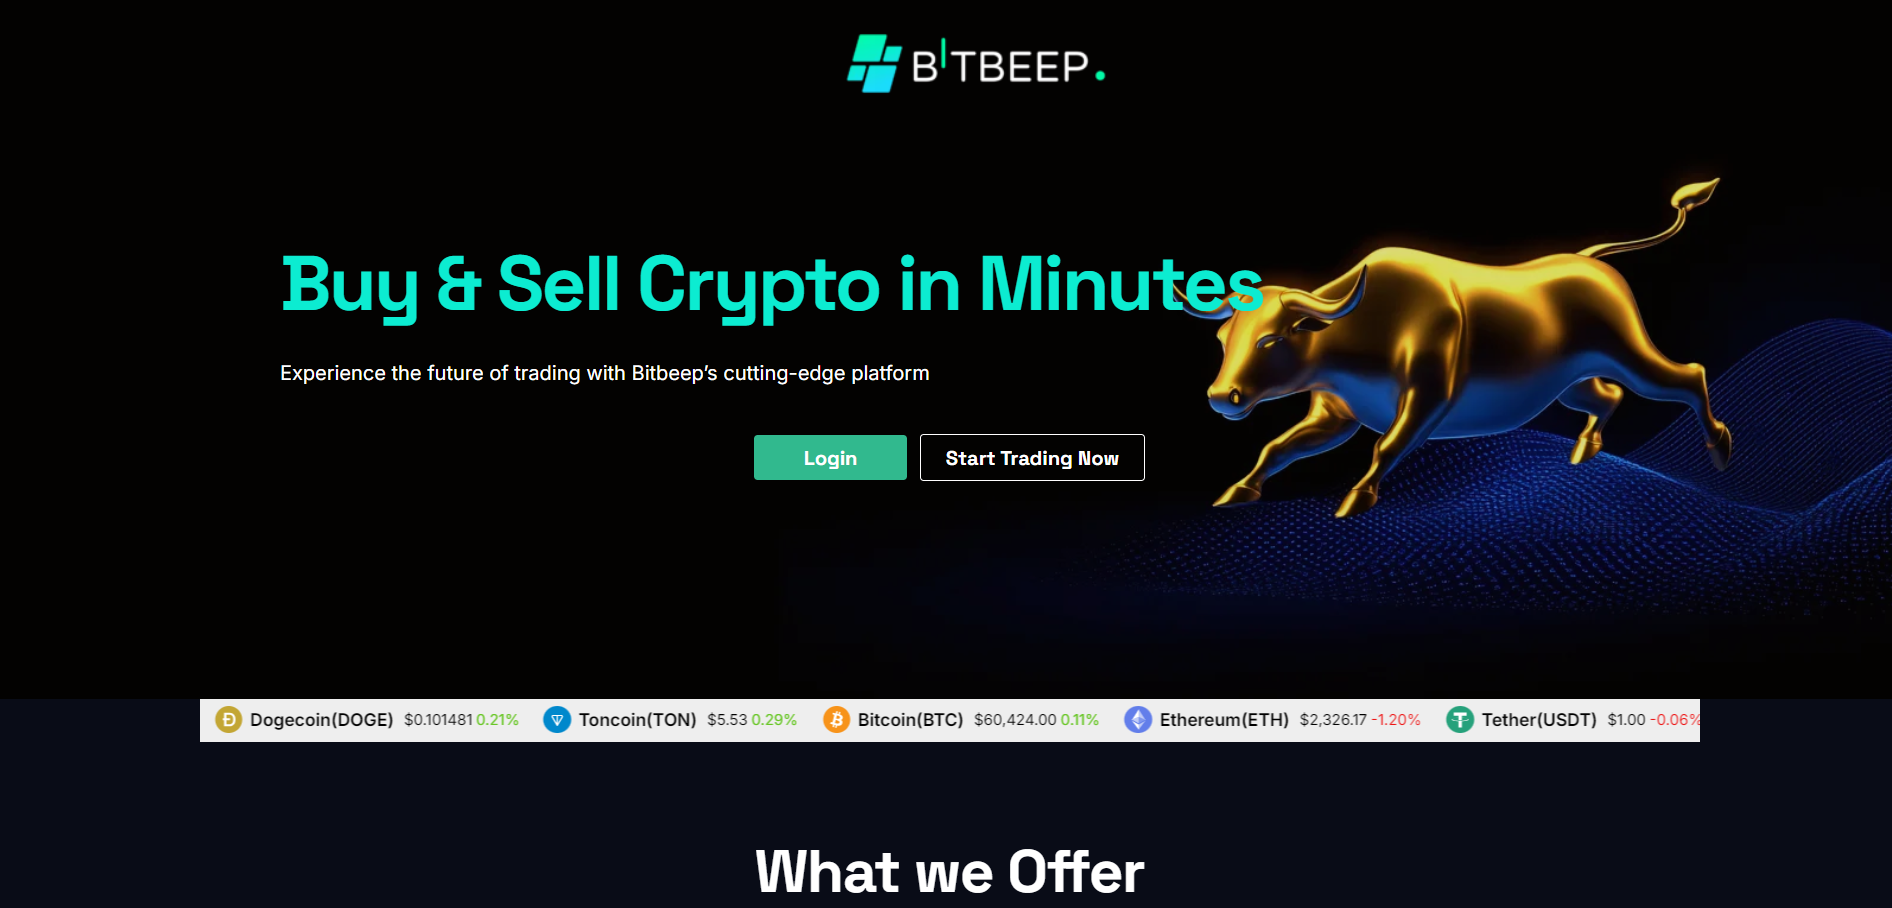 BITBEEP.
Buy & Sell Crypto in Minutes
Experience the future of trading with Bitbeep’s cutting-edge platform
Login
Start Trading Now
Dogecoin(DOGE) $0.101481 0.21% Toncoin(TON) $5.53 0.29% Bitcoin(BTC) $60,424.00 0.11% Ethereum(ETH) $2,326.17 -1.20% Tether(USDT) $1.00 -0.06%
What we Offer